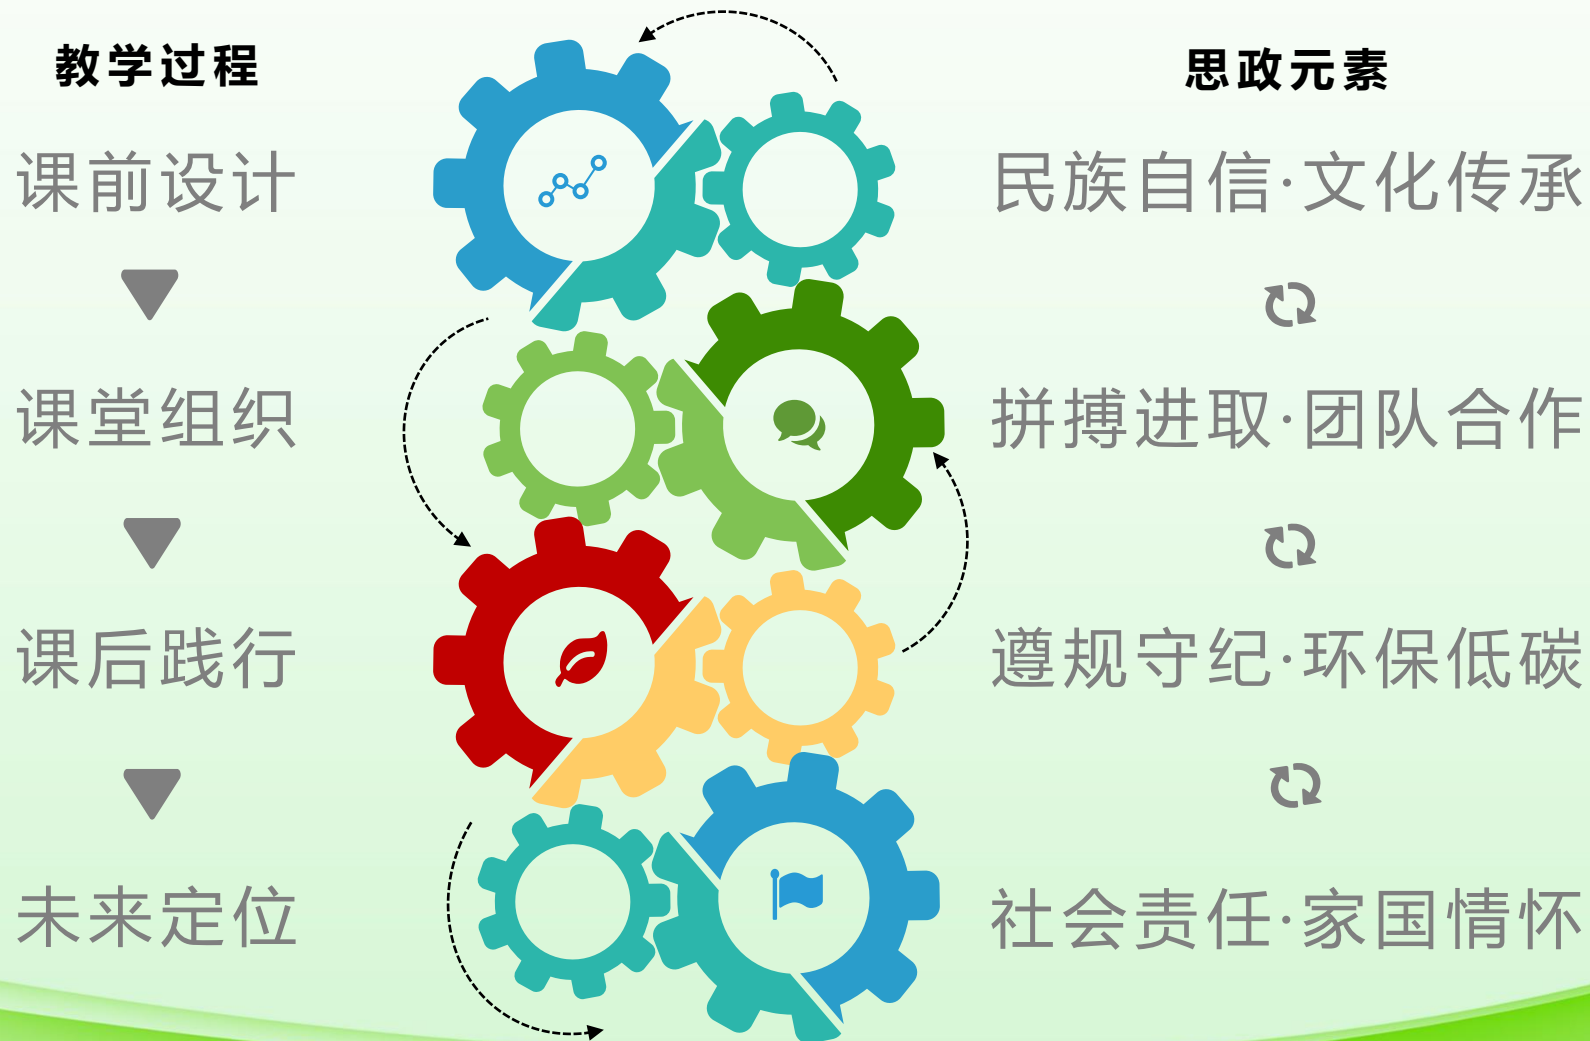 教学过程
思政元素
课前设计
民族自信·文化传承
课堂组织
拼搏进取·团队合作
课后践行
遵规守纪·环保低碳
未来定位
社会责任·家国情怀